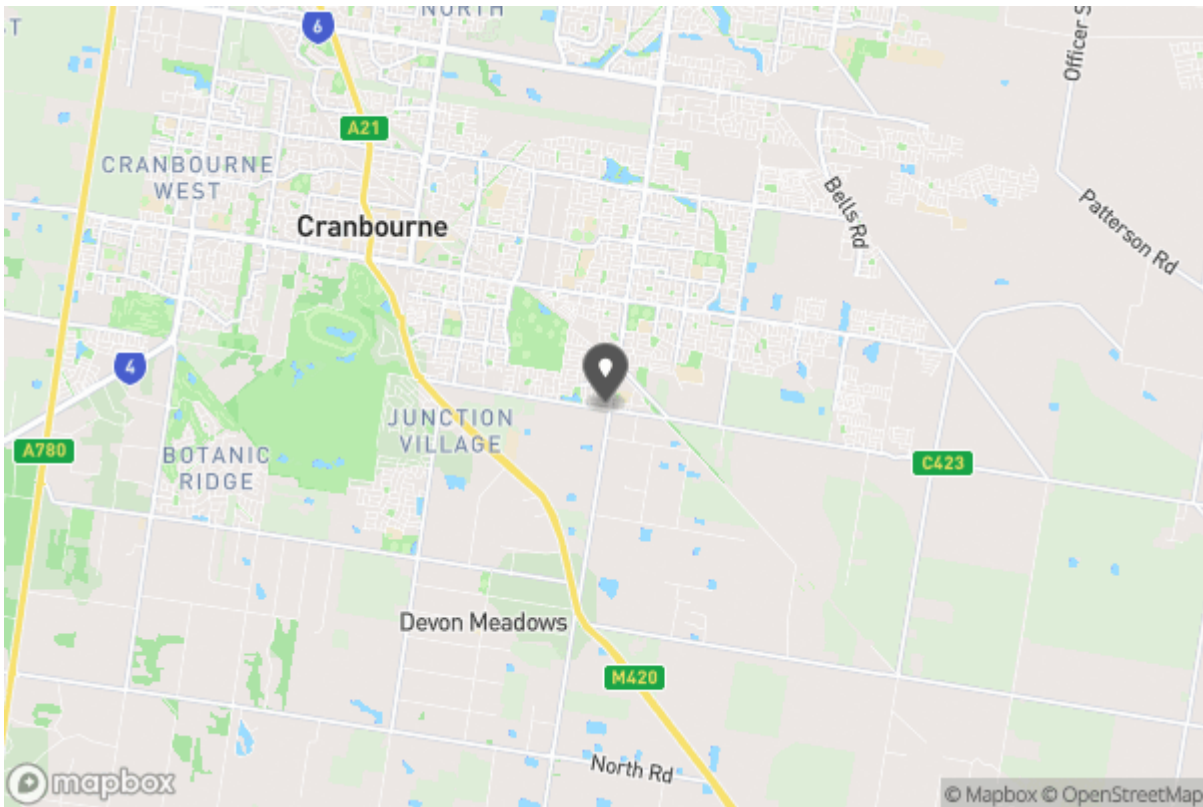 NORTH
6
Officer S
A21
CRANBOURNE
WEST
Cranbourne
Bells Rd
Patterson Rd
4
JUNCTION
VILLAGE
A780
BOTANIC
RIDGE
C423
Devon Meadows
M420
North Rd
mapbox
© Mapbox © OpenStreetMap